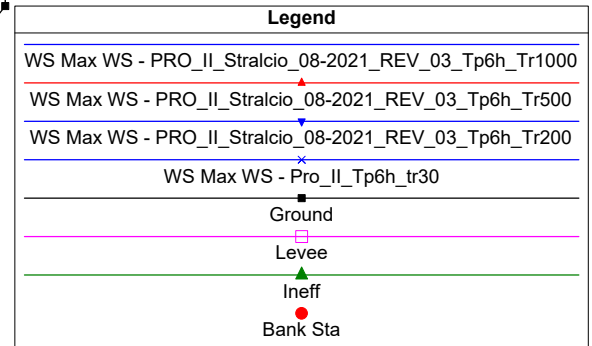 Legend
WS Max WS - PRO_II_Stralcio_08-2021_REV_03_Tp6h_Tr1000
WS Max WS - PRO_II_Stralcio_08-2021_REV_03_Tp6h_Tr500
WS Max WS - PRO_II_Stralcio_08-2021_REV_03_Tp6h_Tr200
WS Max WS - Pro_II_Tp6h_tr30
Ground
Levee
Ineff
Bank Sta